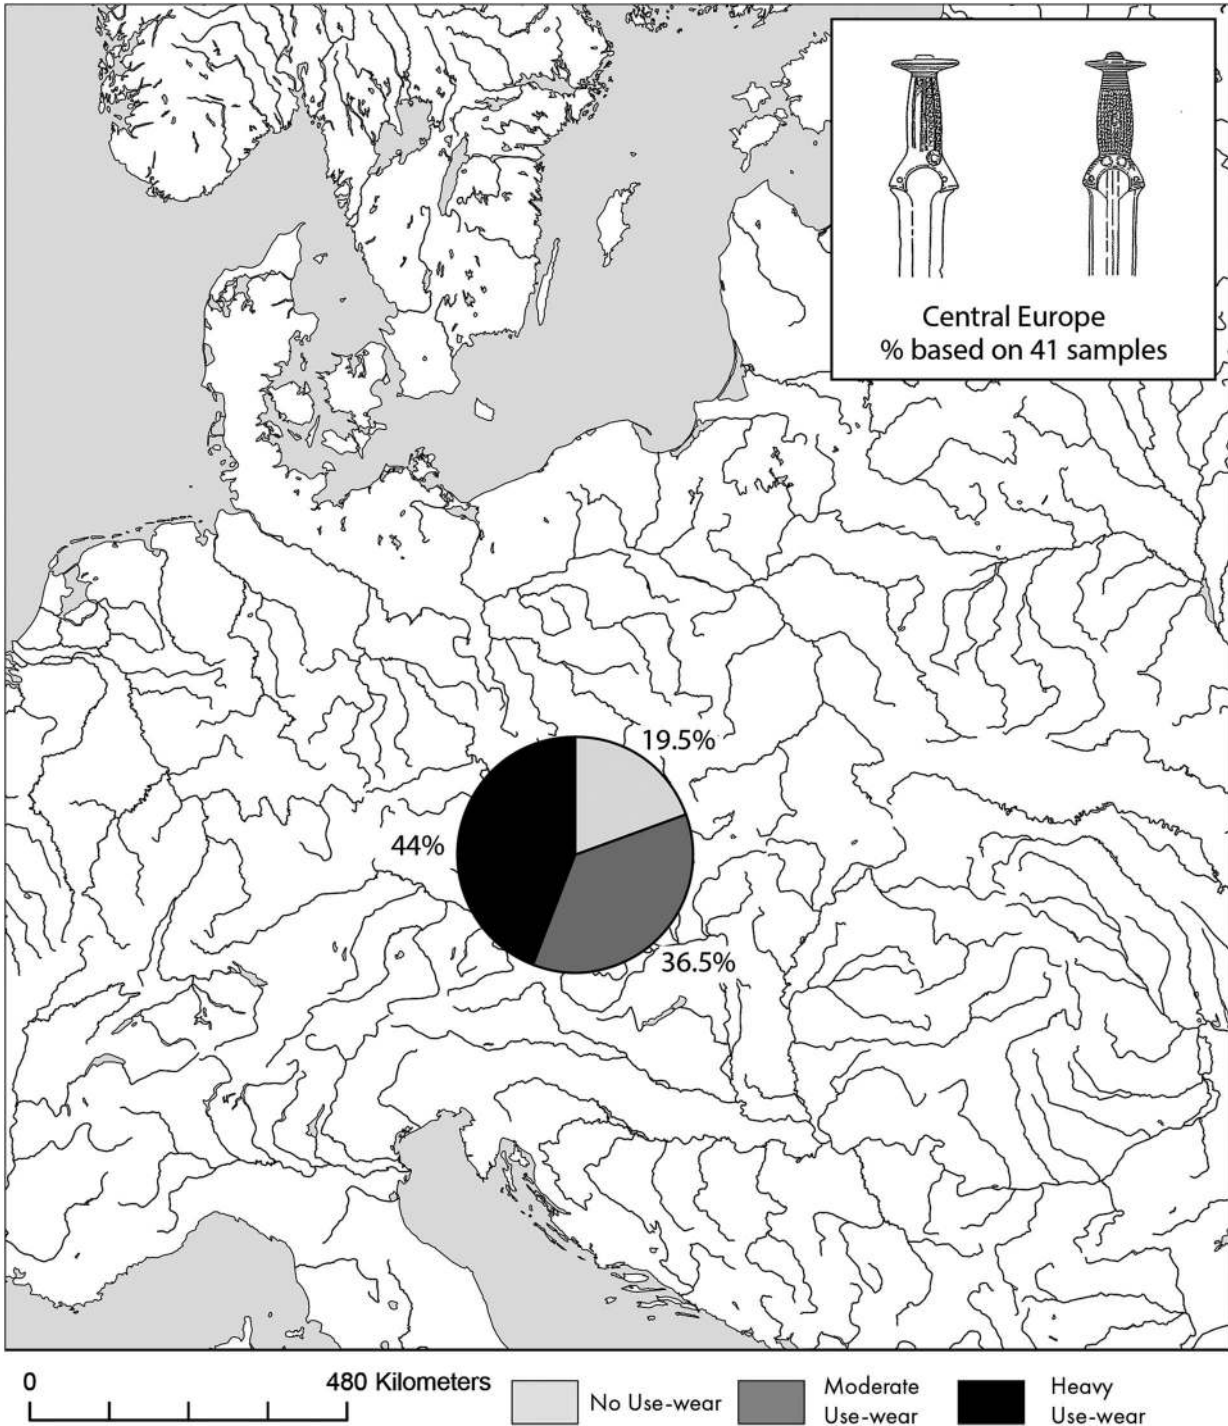 Central Europe
% based on 41 samples
19.5%
44%
36.5%
0
480 Kilometers
No Use-wear
Moderate
Use-wear
Heavy
Use-wear